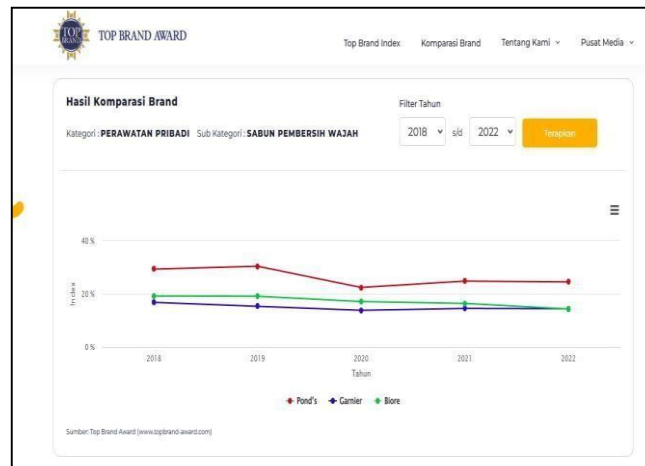 TOP BRAND
TOP BRAND AWARD
Top Brand Index Komparasi Brand Tentang Kami Pusat Media
Hasil Komparasi Brand
Filter Tahun
Kategori : PERAWATAN PRIBADI Sub Kategori : SABUN PEMBERSIH WAJAH
2018 s/d 2022 Terapkan
40 %
20 %
0 %
Index
2018 2019 2020 2021 2022
Tahun
Pond's Garnier Biore
Sumber: Top Brand Award (www.topbrand-award.com)